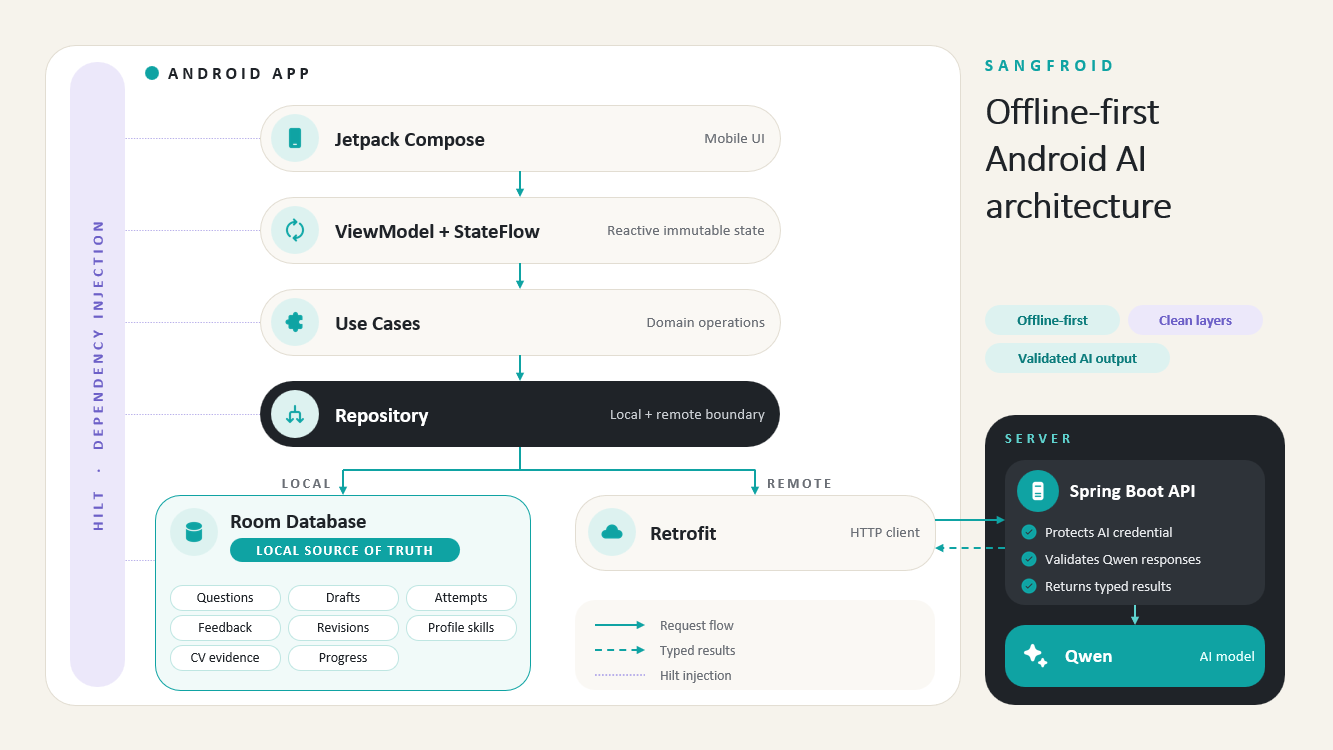 ANDROID APP
HILT · DEPENDENCY INJECTION
Jetpack Compose
Mobile UI
ViewModel + StateFlow
Reactive immutable state
Use Cases
Domain operations
Repository
Local + remote boundary
LOCAL
REMOTE
Room Database
LOCAL SOURCE OF TRUTH
Questions
Drafts
Attempts
Feedback
Revisions
Profile skills
CV evidence
Progress
Retrofit
HTTP client
Request flow
Typed results
Hilt injection
SANGFROID
Offline-first
Android AI
architecture
Offline-first
Clean layers
Validated AI output
SERVER
Spring Boot API
Protects AI credential
Validates Qwen responses
Returns typed results
Qwen
AI model